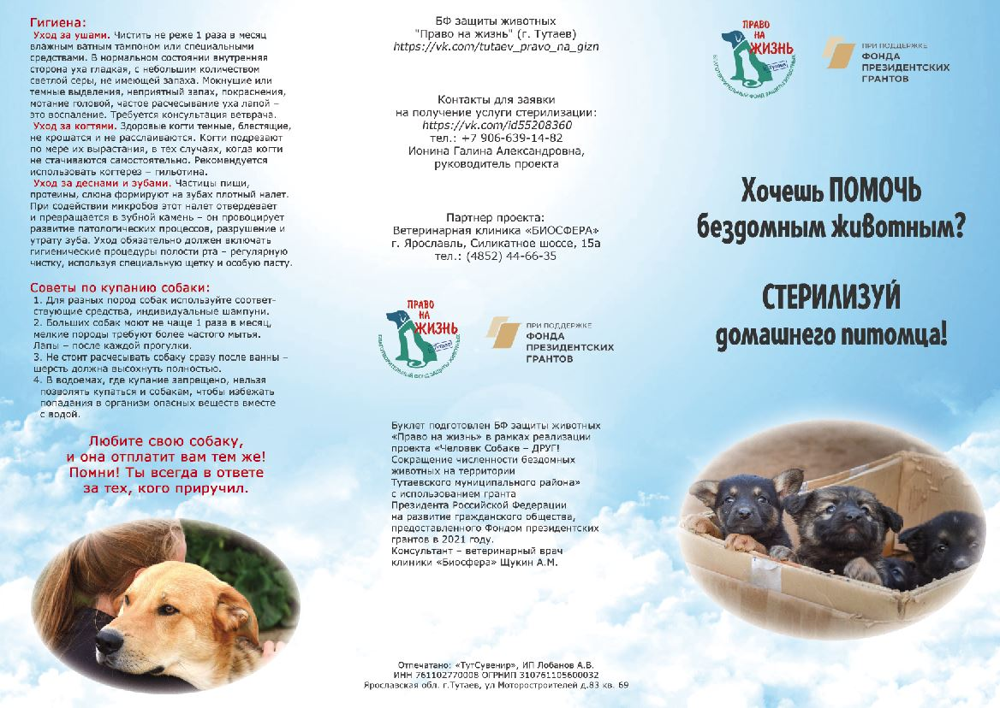 Гигиена:
Уход за ушами. Чистить не реже 1 раза в месяц
влажным ватным тампоном или специальными
средствами. В нормальном состоянии внутренняя
сторона уха гладкая, с небольшим количеством
светлой серы, не имеющей запаха. Мокнущие или
темные выделения, неприятный запах, покраснения,
мотание головой, частое расчесывание уха лапой –
это воспаление. Требуется консультация ветврача.
Уход за когтями. Здоровые когти темные, блестящие,
не крошатся и не расслаиваются. Когти подрезают
по мере их вырастания, в тех случаях, когда когти
не стачиваются самостоятельно. Рекомендуется
использовать когтерез – гильотина.
Уход за деснами и зубами. Частицы пищи,
протеины, слюна формируют на зубах плотный налет.
При содействии микробов этот налет отвердевает
и превращается в зубной камень – он провоцирует
развитие патологических процессов, разрушение и
утрату зуба. Уход обязательно должен включать
гигиенические процедуры полости рта – регулярную
чистку, используя специальную щетку и особую пасту.
Советы по купанию собаки:
1. Для разных пород собак используйте соответ-
ствующие средства, индивидуальные шампуни.
2. Больших собак моют не чаще 1 раза в месяц,
мелкие породы требуют более частого мытья.
Лапы – после каждой прогулки.
3. Не стоит расчесывать собаку сразу после ванны –
шерсть должна высохнуть полностью.
4. В водоемах, где купание запрещено, нельзя
позволять купаться и собакам, чтобы избежать
попадания в организм опасных веществ вместе
с водой.
Любите свою собаку,
и она отплатит вам тем же!
Помни! Ты всегда в ответе
за тех, кого приручил.
БФ защиты животных
"Право на жизнь" (г. Тутаев)
https://vk.com/tutaev_pravo_na_gizn
Контакты для заявки
на получение услуги стерилизации:
https://vk.com/id55208360
тел.: +7 906-639-14-82
Ионина Галина Александровна,
руководитель проекта
Партнер проекта:
Ветеринарная клиника «БИОСФЕРА»
г. Ярославль, Силикатное шоссе, 15а
тел.: (4852) 44-66-35
ПРАВО
НА
ЖИЗНЬ
г. Тутаев
БЛАГОТВОРИТЕЛЬНЫЙ ФОНД ЗАЩИТЫ ЖИВОТНЫХ
ПРИ ПОДДЕРЖКЕ
ФОНДА
ПРЕЗИДЕНТСКИХ
ГРАНТОВ
Буклет подготовлен БФ защиты животных
«Право на жизнь» в рамках реализации
проекта «Человек Собаке – ДРУГ!
Сокращение численности бездомных
животных на территории
Тутаевского муниципального района»
с использованием гранта
Президента Российской Федерации
на развитие гражданского общества,
предоставленного Фондом президентских
грантов в 2021 году.
Консультант – ветеринарный врач
клиники «Биосфера» Щукин А.М.
Отпечатано: «ТутСувенир», ИП Лобанов А.В.
ИНН 761102770008 ОГРНИП 310761105600032
Ярославская обл. г.Тутаев, ул Моторостроителей д.83 кв. 69
ПРАВО
НА
ЖИЗНЬ
г. Тутаев
БЛАГОТВОРИТЕЛЬНЫЙ ФОНД ЗАЩИТЫ ЖИВОТНЫХ
ПРИ ПОДДЕРЖКЕ
ФОНДА
ПРЕЗИДЕНТСКИХ
ГРАНТОВ
Хочешь ПОМОЧЬ
бездомным животным?
СТЕРИЛИЗУЙ
домашнего питомца!